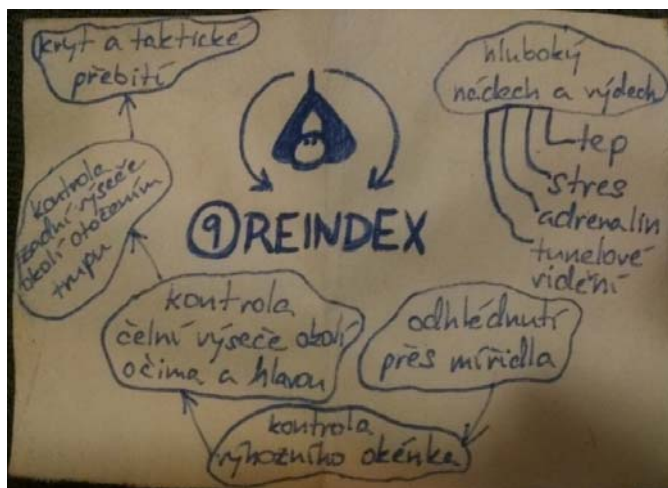 kryt a taktické
přebití
hluboký
nádech a výdech
tep
stres
adrenalin
tunelové
vidění
kontrola
zadní výseče
okolí otočením
trupu
9 REINDEX
kontrola
čelní výseče okolí
očima a hlavou
odhlédnutí
přes mířidla
kontrola
výhozního okénka